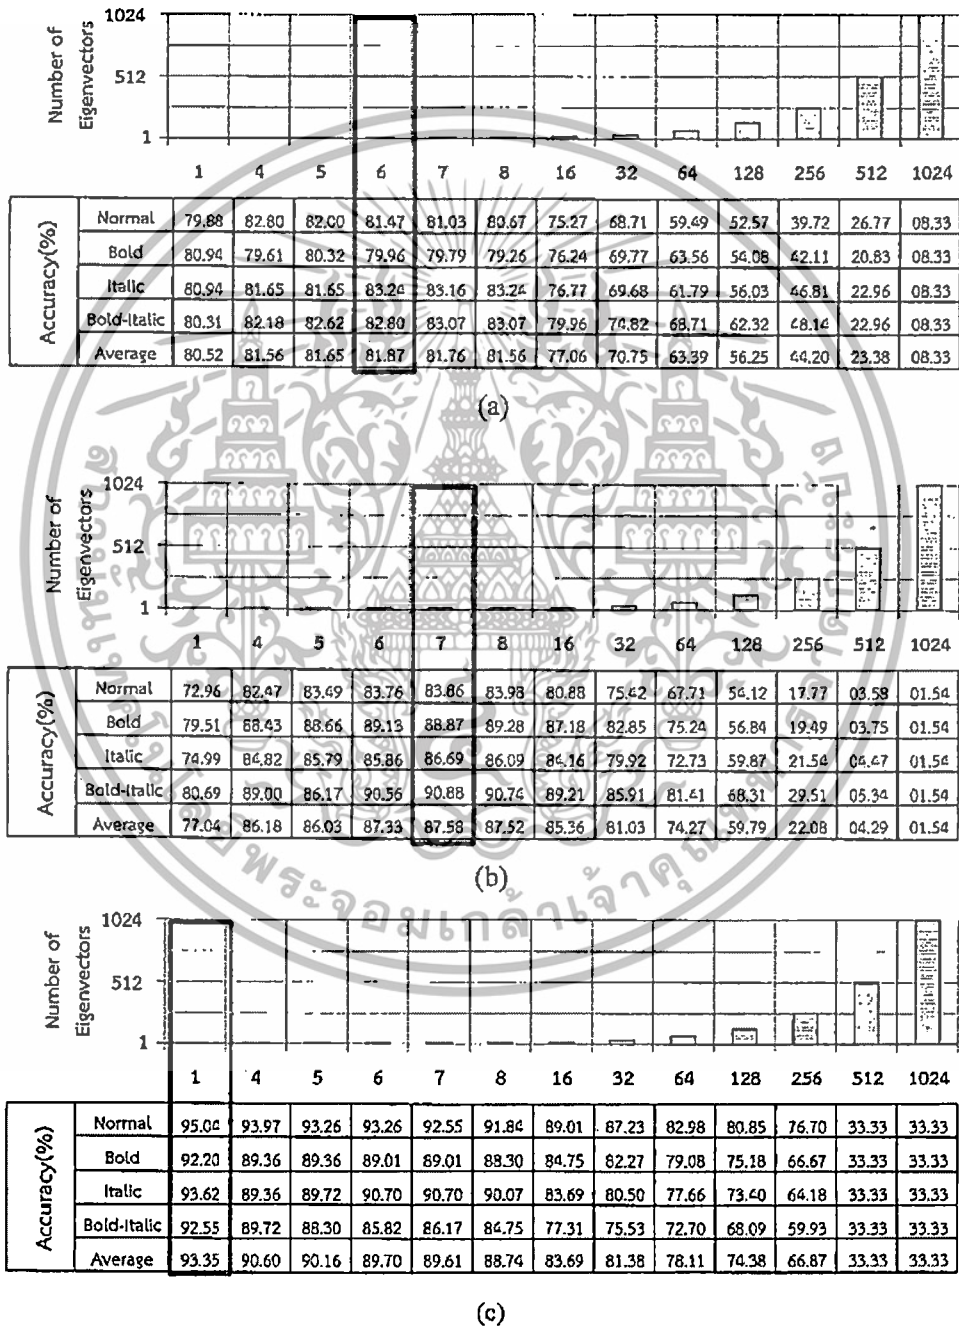 Number of Eigenvectors
1024
512
1
1 4 5 6 7 8 16 32 64 128 256 512 1024
Accuracy(%)
Normal 79.88 82.80 82.00 81.47 81.03 80.67 75.27 68.71 59.49 52.57 39.72 26.77 08.33
Bold 80.94 79.61 80.32 79.96 79.79 79.26 76.24 69.77 63.56 54.08 42.11 20.83 08.33
Italic 80.94 81.65 81.65 83.24 83.16 83.24 76.77 69.68 61.79 56.03 46.81 22.96 08.33
Bold-Italic 80.31 82.18 82.62 82.80 83.07 83.07 79.96 74.82 68.71 62.32 48.14 22.96 08.33
Average 80.52 81.56 81.65 81.87 81.76 81.56 77.06 70.75 63.39 56.25 44.20 23.38 08.33
(a)
Number of Eigenvectors
1024
512
1
1 4 5 6 7 8 16 32 64 128 256 512 1024
Accuracy(%)
Normal 72.96 82.47 83.49 83.76 83.86 83.98 80.88 75.42 67.71 54.12 17.77 03.58 01.54
Bold 79.51 88.43 88.66 89.13 88.87 89.28 87.18 82.85 75.24 56.84 19.49 03.75 01.54
Italic 74.99 84.82 85.79 85.86 86.69 86.09 84.16 79.92 72.73 59.87 21.54 04.47 01.54
Bold-Italic 80.69 89.00 86.17 90.56 90.88 90.74 89.21 85.91 81.41 68.31 29.51 05.34 01.54
Average 77.04 86.18 86.03 87.33 87.58 87.52 85.36 81.03 74.27 59.79 22.08 04.29 01.54
(b)
พระจอมเกล้าเจ้าคุณทหาร
Number of Eigenvectors
1024
512
1
1 4 5 6 7 8 16 32 64 128 256 512 1024
Accuracy(%)
Normal 95.04 93.97 93.26 93.26 92.55 91.84 89.01 87.23 82.98 80.85 76.70 33.33 33.33
Bold 92.20 89.36 89.36 89.01 89.01 88.30 84.75 82.27 79.08 75.18 66.67 33.33 33.33
Italic 93.62 89.36 89.72 90.70 90.70 90.07 83.69 80.50 77.66 73.40 64.18 33.33 33.33
Bold-Italic 92.55 89.72 88.30 85.82 86.17 84.75 77.31 75.53 72.70 68.09 59.93 33.33 33.33
Average 93.35 90.60 90.16 89.70 89.61 88.74 83.69 81.38 78.11 74.38 66.87 33.33 33.33
(c)